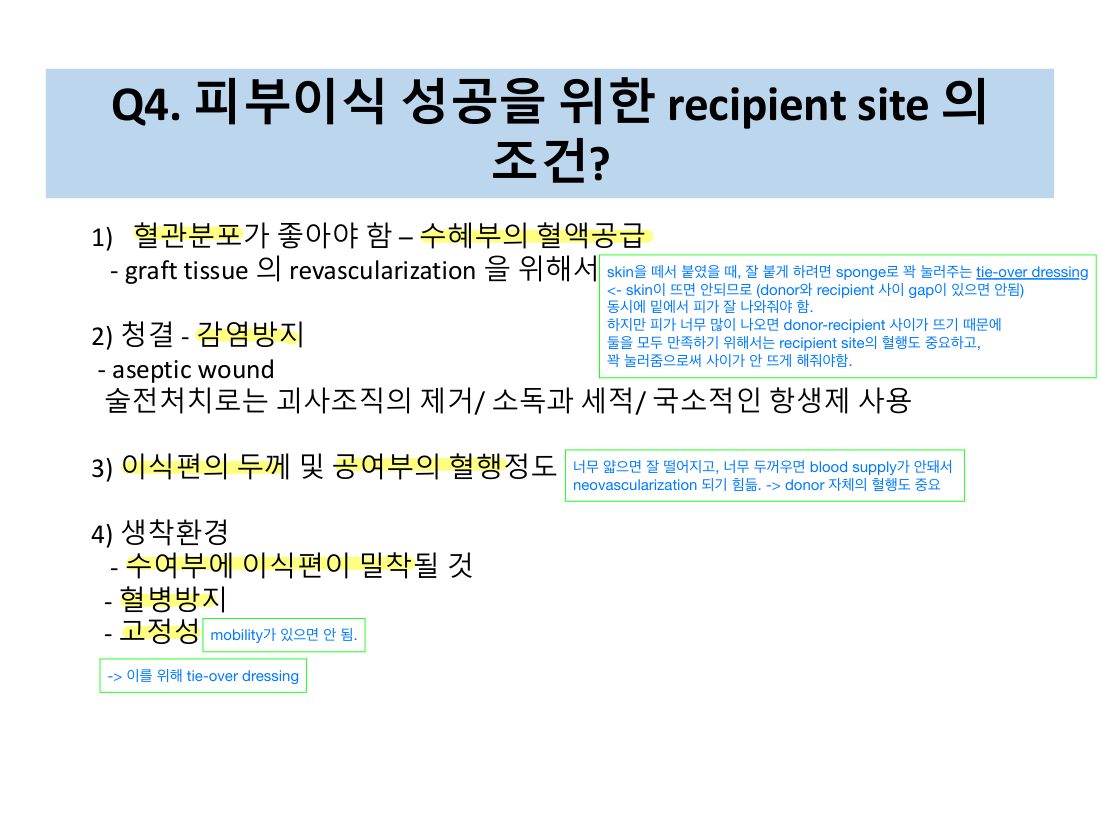 Q4. 피부이식 성공을 위한 recipient site 의
조건?
1) 혈관분포가 좋아야 함 – 수혜부의 혈액공급
- graft tissue 의 revascularization 을 위해서
skin을 떼서 붙였을 때, 잘 붙게 하려면 sponge로 꽉 눌러주는 tie-over dressing
<- skin이 뜨면 안되므로 (donor와 recipient 사이 gap이 있으면 안됨)
동시에 밑에서 피가 잘 나와줘야 함.
하지만 피가 너무 많이 나오면 donor-recipient 사이가 뜨기 때문에
둘을 모두 만족하기 위해서는 recipient site의 혈행도 중요하고,
꽉 눌러줌으로써 사이가 안 뜨게 해줘야함.
2) 청결 - 감염방지
- aseptic wound
술전처치로는 괴사조직의 제거/ 소독과 세척/ 국소적인 항생제 사용
3) 이식편의 두께 및 공여부의 혈행정도
너무 얇으면 잘 떨어지고, 너무 두꺼우면 blood supply가 안돼서
neovascularization 되기 힘듦. -> donor 자체의 혈행도 중요
4) 생착환경
- 수여부에 이식편이 밀착될 것
- 혈병방지
- 고정성
mobility가 있으면 안 됨.
-> 이를 위해 tie-over dressing